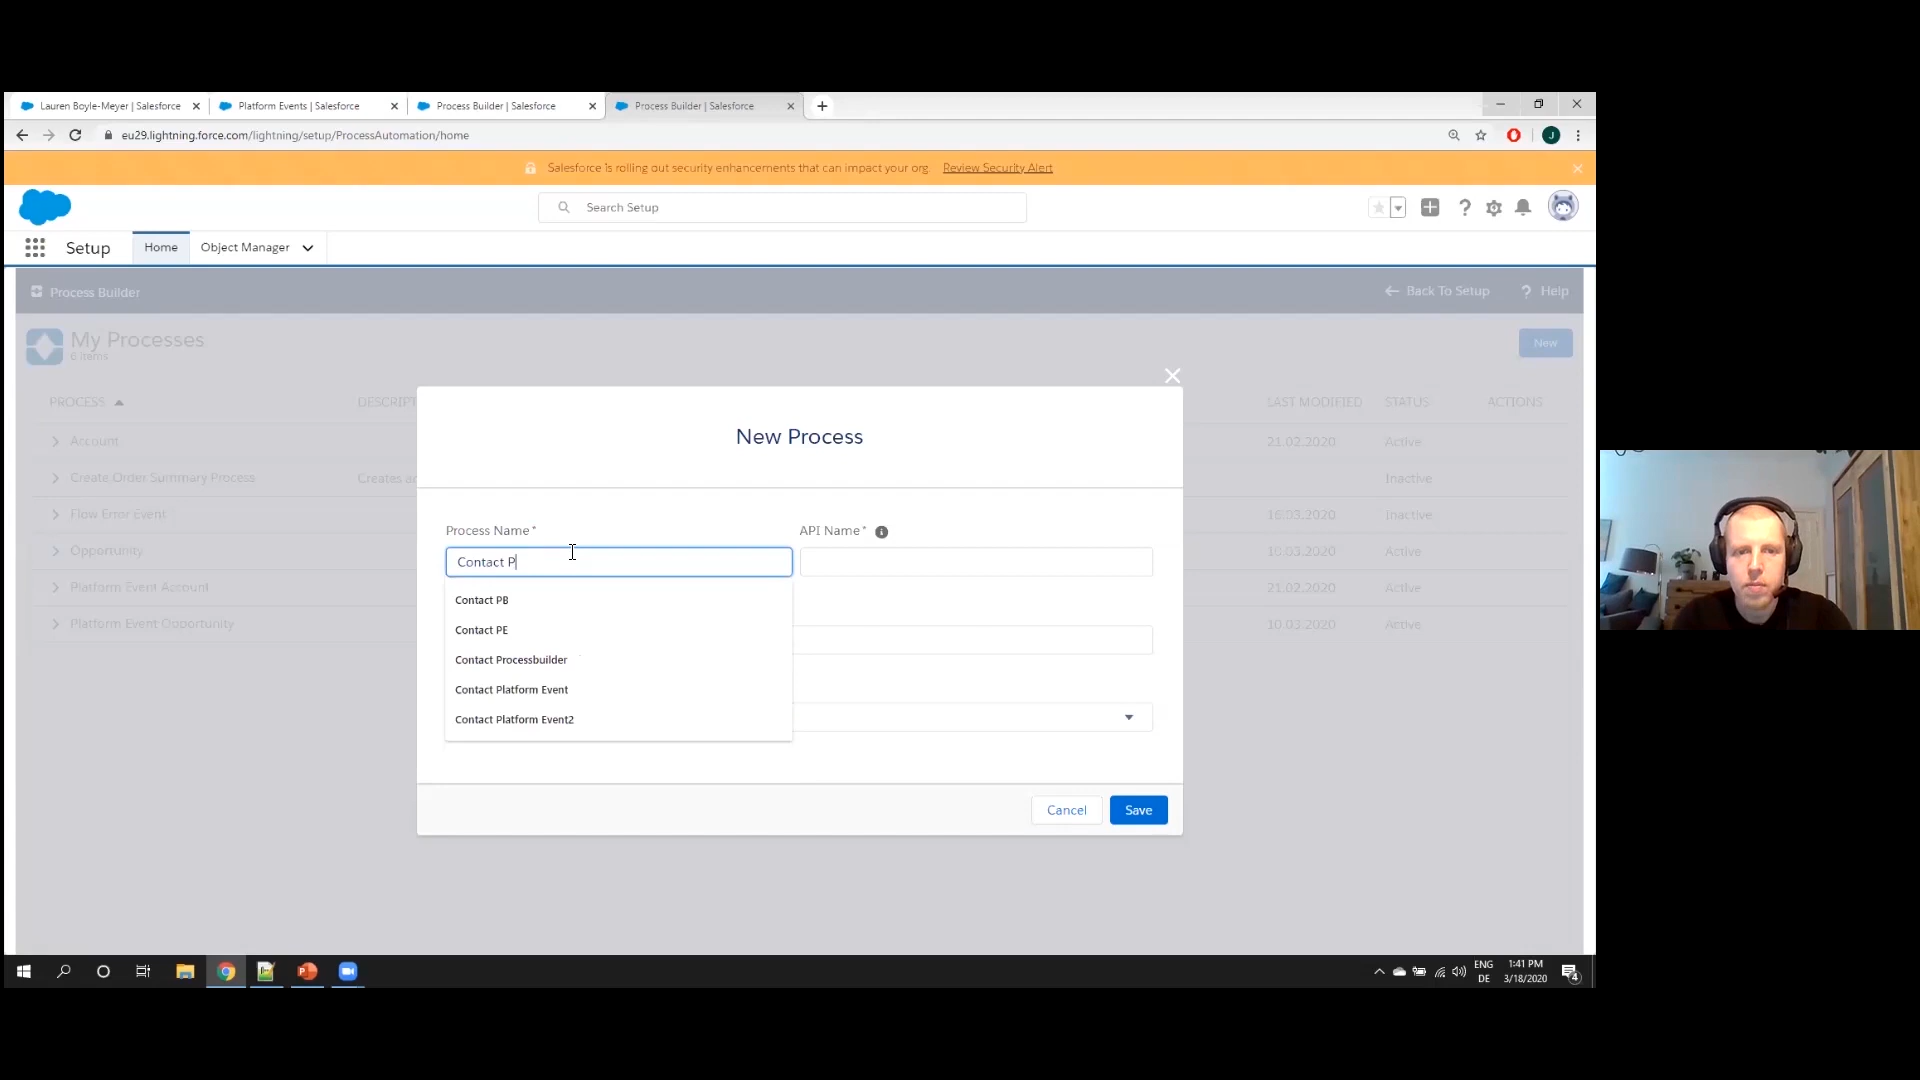 Lauren Boyle-Meyer | Salesforce
Platform Events | Salesforce
Process Builder | Salesforce
Process Builder | Salesforce
eu29.lightning.force.com/lightning/setup/ProcessAutomation/home
J
Salesforce is rolling out security enhancements that can impact your org. Review Security Alert
Search Setup
Setup
Home
Object Manager
Process Builder
Back To Setup
? Help
My Processes
6 items
New
PROCESS
DESCRIPT
LAST MODIFIED
STATUS
ACTIONS
Account
21.02.2020
Active
Create Order Summary Process
Creates
Inactive
Flow Error Event
Inactive
Opportunity
10.03.2020
Active
Platform Event Account
21.02.2020
Active
Platform Event Opportunity
10.03.2020
Active
New Process
Process Name*
API Name*
Contact P
Contact PB
Contact PE
Contact Processbuilder
Contact Platform Event
Contact Platform Event2
Cancel
Save
ENG
DE
1:41 PM
3/18/2020
4